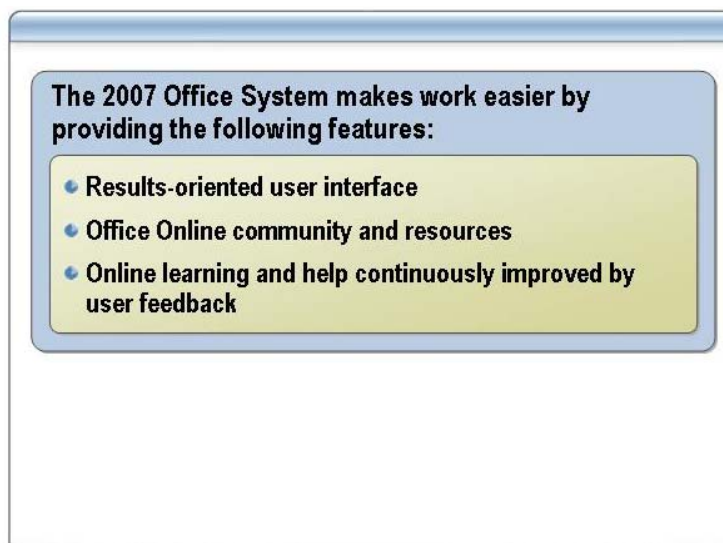 The 2007 Office System makes work easier by
providing the following features:
Results-oriented user interface
Office Online community and resources
Online learning and help continuously improved by
user feedback